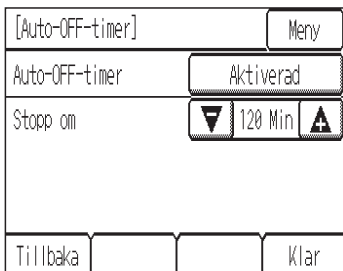 [Auto-OFF-timer] Meny
Auto-OFF-timer Aktiverad
Stopp om - 120 Min +
Tillbaka Klar